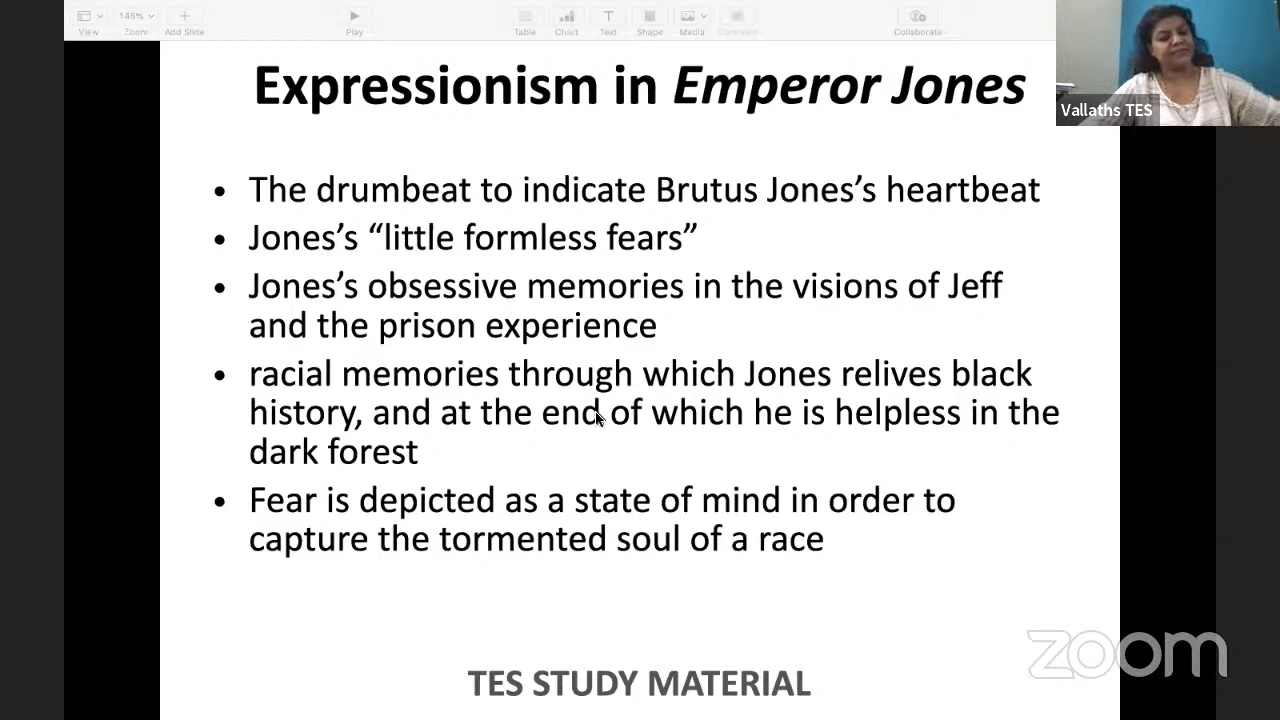 145%
View
Zoom
Add Slide
Play
Table
Chart
Text
Shape
Media
Comment
Collaborate
Vallaths TES
Expressionism in Emperor Jones
• The drumbeat to indicate Brutus Jones’s heartbeat
• Jones’s “little formless fears”
• Jones’s obsessive memories in the visions of Jeff
and the prison experience
• racial memories through which Jones relives black
history, and at the end of which he is helpless in the
dark forest
• Fear is depicted as a state of mind in order to
capture the tormented soul of a race
zoom
TES STUDY MATERIAL